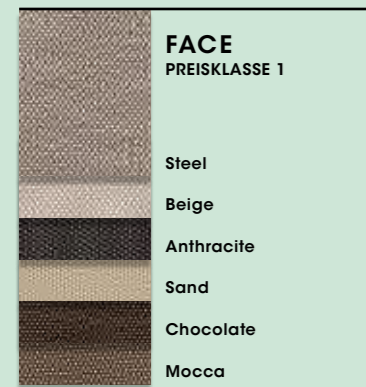 FACE
PREISKLASSE 1
Steel
Beige
Anthracite
Sand
Chocolate
Mocca